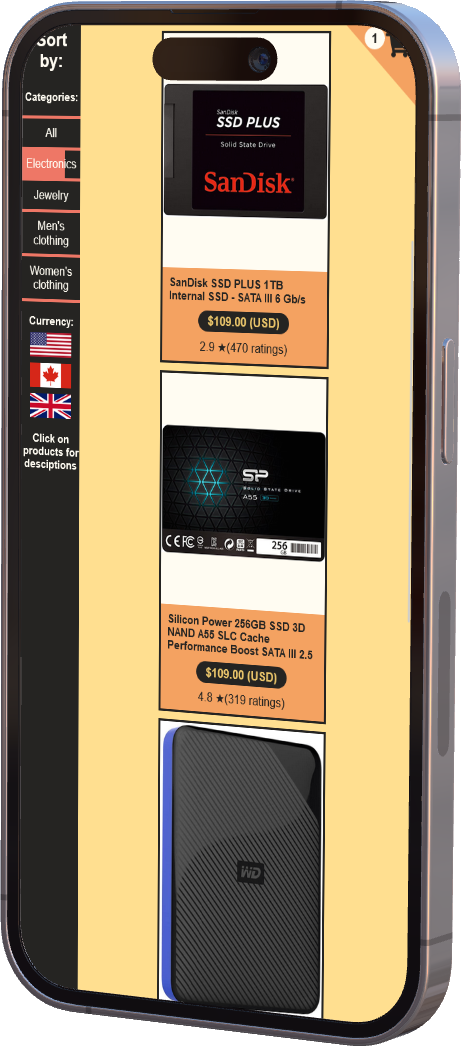 Sort
by:
Categories:
All
Electronics
Jewelry
Men's
clothing
Women's
clothing
Currency:
Click on
products for
desciptions
1
SanDisk
SSD PLUS
Solid State Drive
SanDisk
SanDisk SSD PLUS 1TB
Internal SSD - SATA III 6 Gb/s
$109.00 (USD)
2.9 ★(470 ratings)
SP
SOLID STATE DRIVE
A55
256
GB
Silicon Power 256GB SSD 3D
NAND A55 SLC Cache
Performance Boost SATA III 2.5
$109.00 (USD)
4.8 ★(319 ratings)
WD